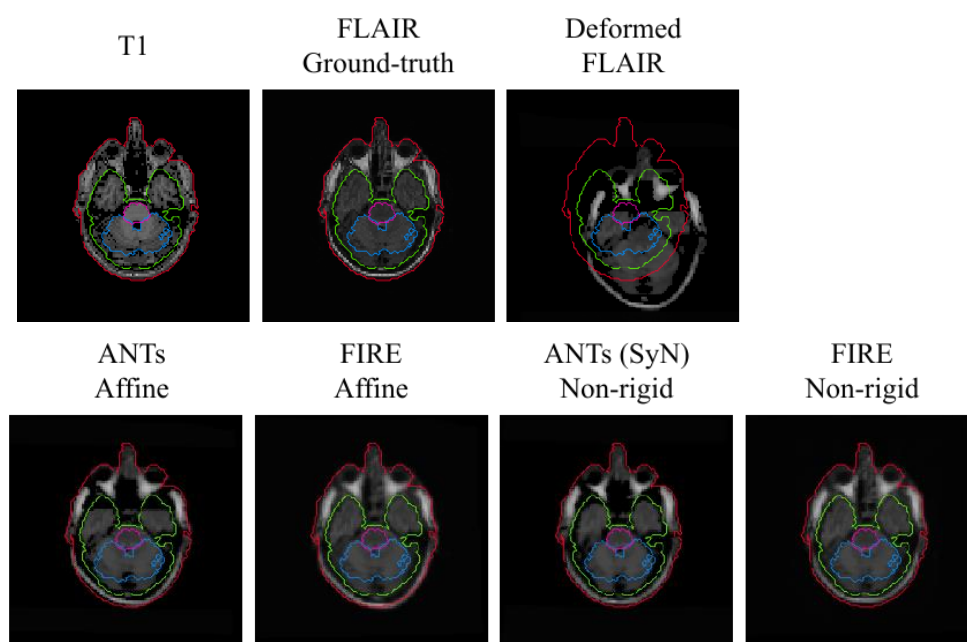 T1
FLAIR
Ground-truth
Deformed
FLAIR
ANTs
Affine
FIRE
Affine
ANTs (SyN)
Non-rigid
FIRE
Non-rigid